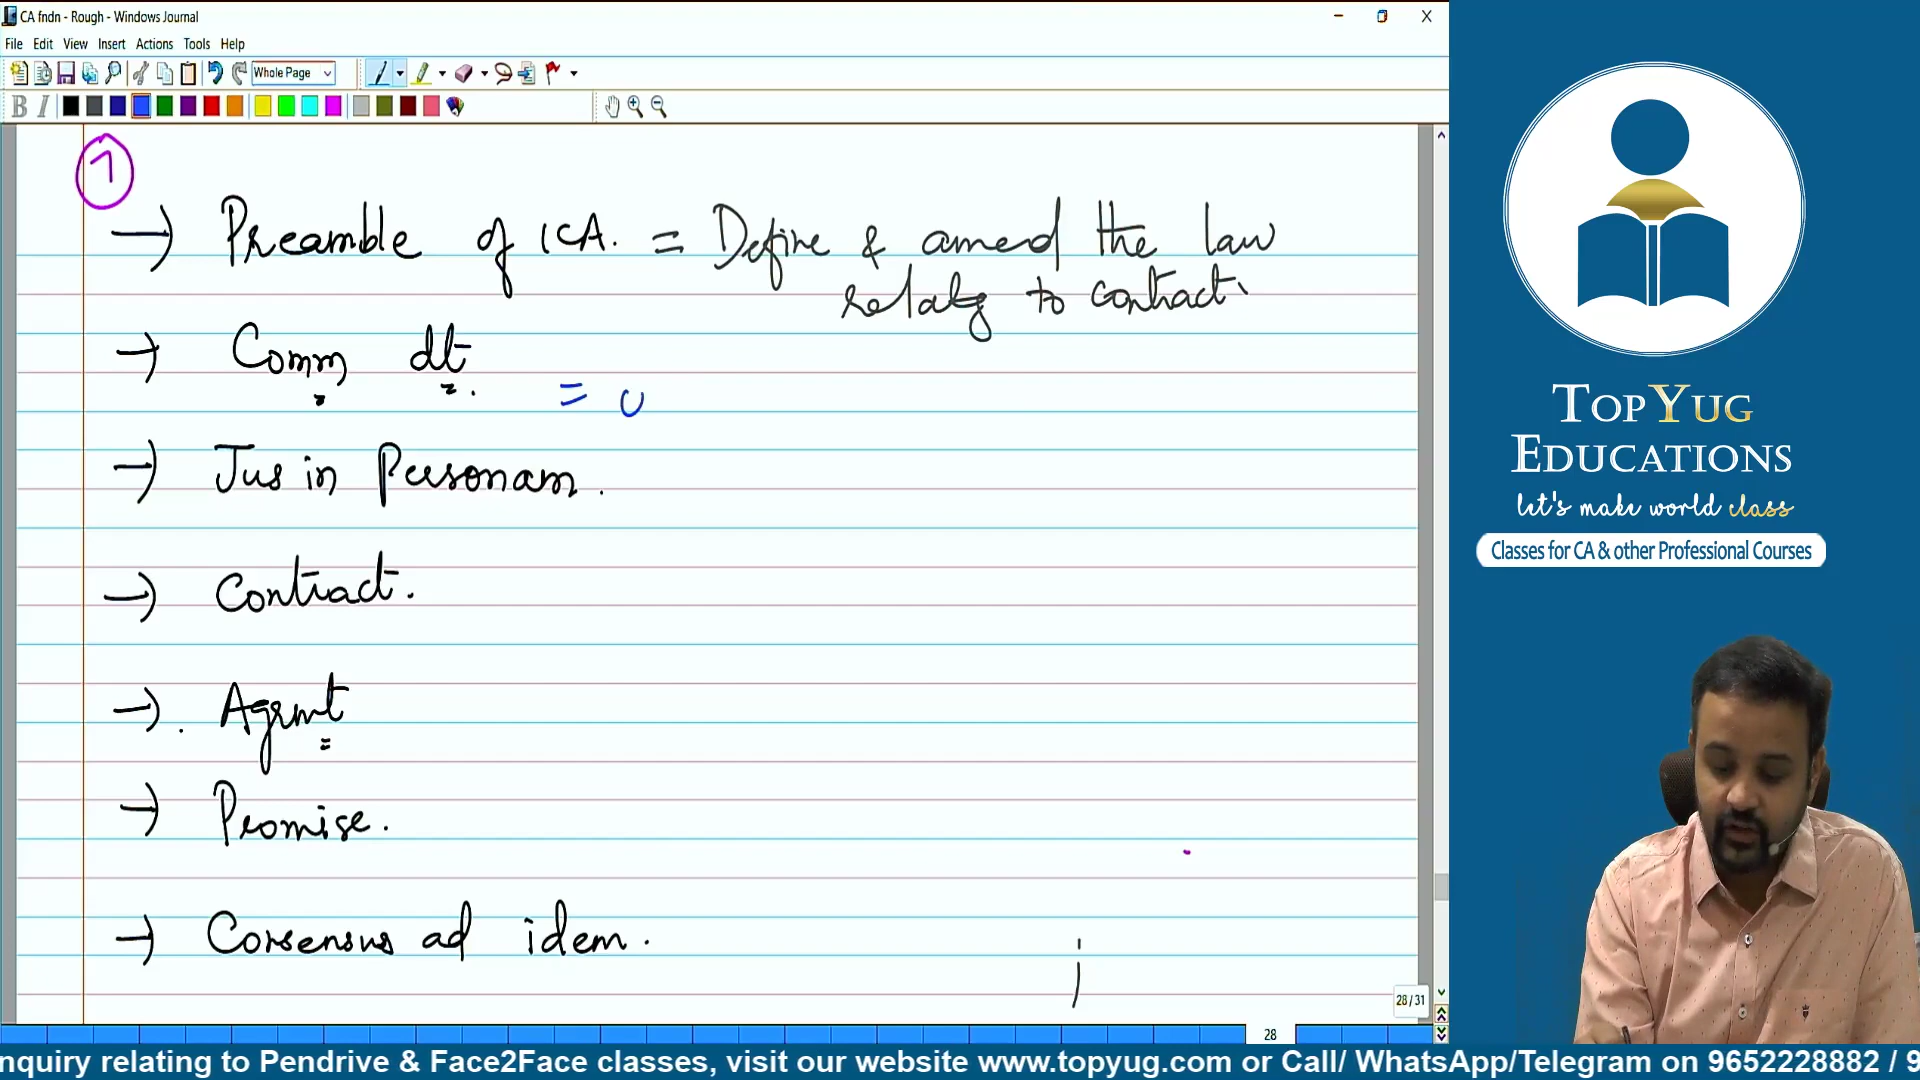 CA fndn - Rough - Windows Journal
File Edit View Insert Actions Tools Help
Whole Page
B I
1
→ Preamble of ICA. = Define & amend the law
relatg to contract.
→ Comm dt = 0
→ Jus in Personam.
→ Contract.
→ Agrmt
→ Promise.
→ Consensus ad idem.
28/31
28
TOPYUG
EDUCATIONS
let's make world class
Classes for CA & other Professional Courses
nquiry relating to Pendrive & Face2Face classes, visit our website www.topyug.com or Call/ WhatsApp/Telegram on 9652228882 / 9